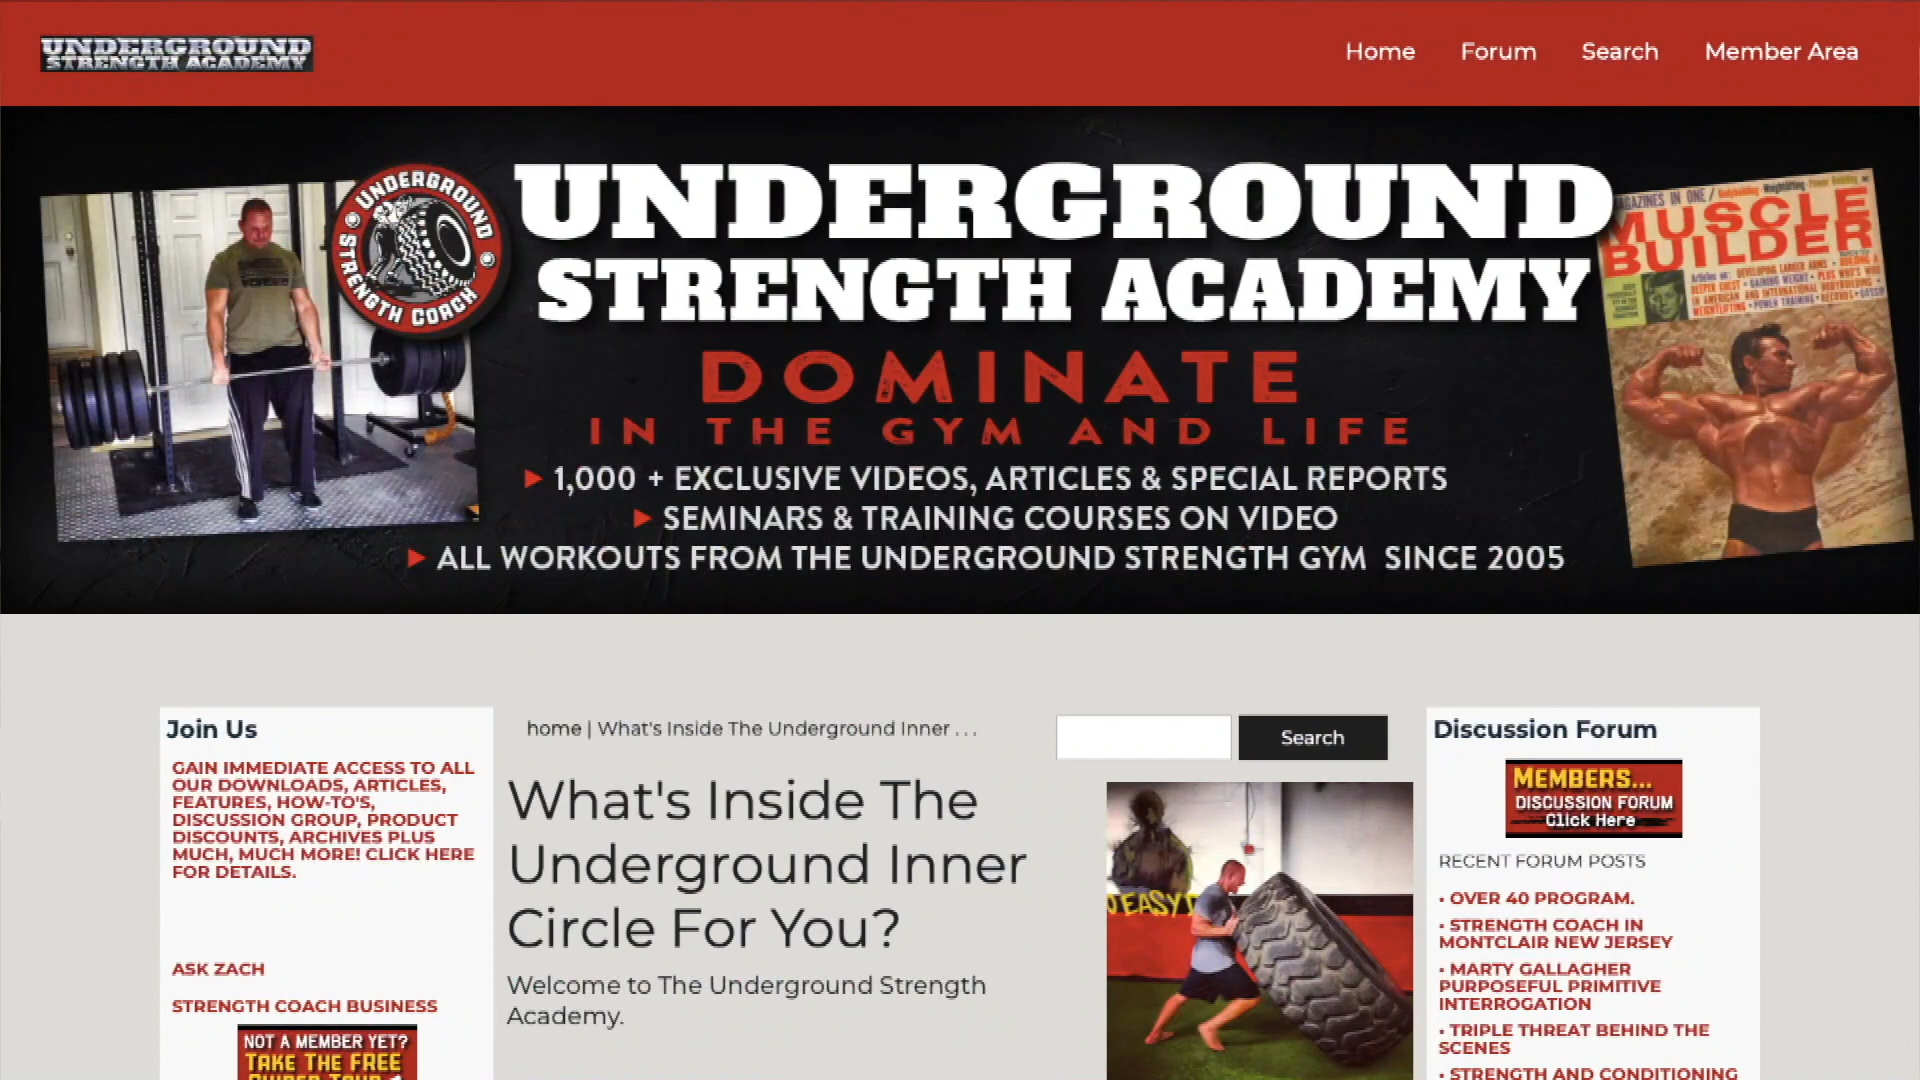 UNDERGROUND
STRENGTH ACADEMY
Home
Forum
Search
Member Area
UNDERGROUND
STRENGTH COACH
UNDERGROUND
STRENGTH ACADEMY
DOMINATE
IN THE GYM AND LIFE
1,000 + EXCLUSIVE VIDEOS, ARTICLES & SPECIAL REPORTS
SEMINARS & TRAINING COURSES ON VIDEO
ALL WORKOUTS FROM THE UNDERGROUND STRENGTH GYM SINCE 2005
MAGAZINES IN ONE /
MUSCLE
BUILDER
Join Us
GAIN IMMEDIATE ACCESS TO ALL
OUR DOWNLOADS, ARTICLES,
FEATURES, HOW-TO'S,
DISCUSSION GROUP, PRODUCT
DISCOUNTS, ARCHIVES PLUS
MUCH, MUCH MORE! CLICK HERE
FOR DETAILS.
ASK ZACH
STRENGTH COACH BUSINESS
NOT A MEMBER YET?
TAKE THE FREE
home | What's Inside The Underground Inner . . .
Search
What's Inside The
Underground Inner
Circle For You?
Welcome to The Underground Strength
Academy.
EASY
Discussion Forum
MEMBERS...
DISCUSSION FORUM
Click Here
RECENT FORUM POSTS
• OVER 40 PROGRAM.
• STRENGTH COACH IN
MONTCLAIR NEW JERSEY
• MARTY GALLAGHER
PURPOSEFUL PRIMITIVE
INTERROGATION
• TRIPLE THREAT BEHIND THE
SCENES
• STRENGTH AND CONDITIONING